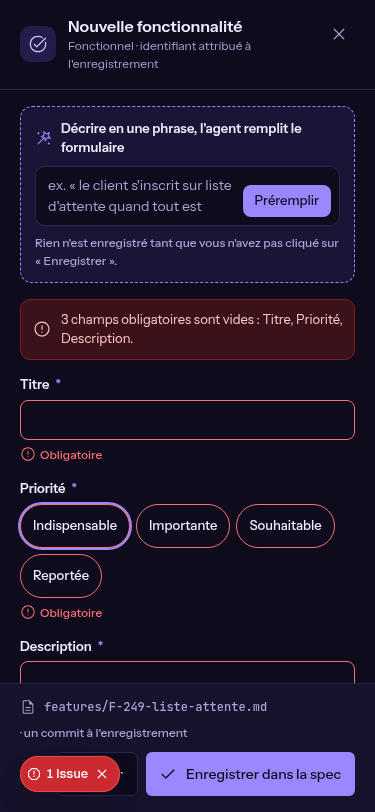 Nouvelle fonctionnalité
Fonctionnel · identifiant attribué à
l'enregistrement
Décrire en une phrase, l'agent remplit le
formulaire
ex. « le client s'inscrit sur liste
d'attente quand tout est
Préremplir
Rien n'est enregistré tant que vous n'avez pas cliqué sur
« Enregistrer ».
3 champs obligatoires sont vides : Titre, Priorité,
Description.
Titre *
Obligatoire
Priorité *
Indispensable
Importante
Souhaitable
Reportée
Obligatoire
Description *
features/F-249-liste-attente.md
· un commit à l'enregistrement
1 Issue
Enregistrer dans la spec